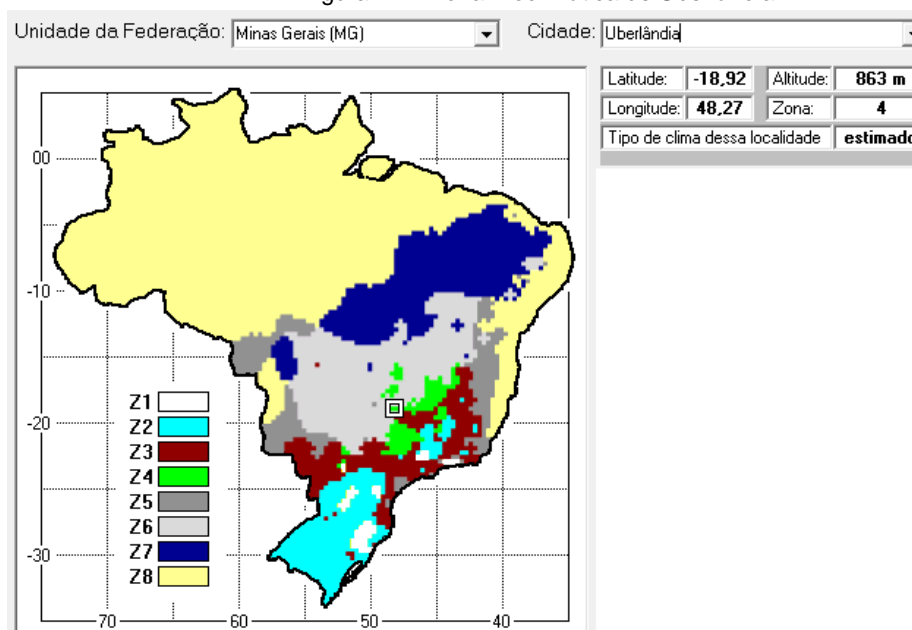 Unidade da Federação: Minas Gerais (MG) Cidade: Uberlândia
Latitude: -18,92 Altitude: 863 m
Longitude: 48,27 Zona: 4
Tipo de clima dessa localidade estimado
00
-10
-20
-30
Z1
Z2
Z3
Z4
Z5
Z6
Z7
Z8
-70 -60 -50 -40